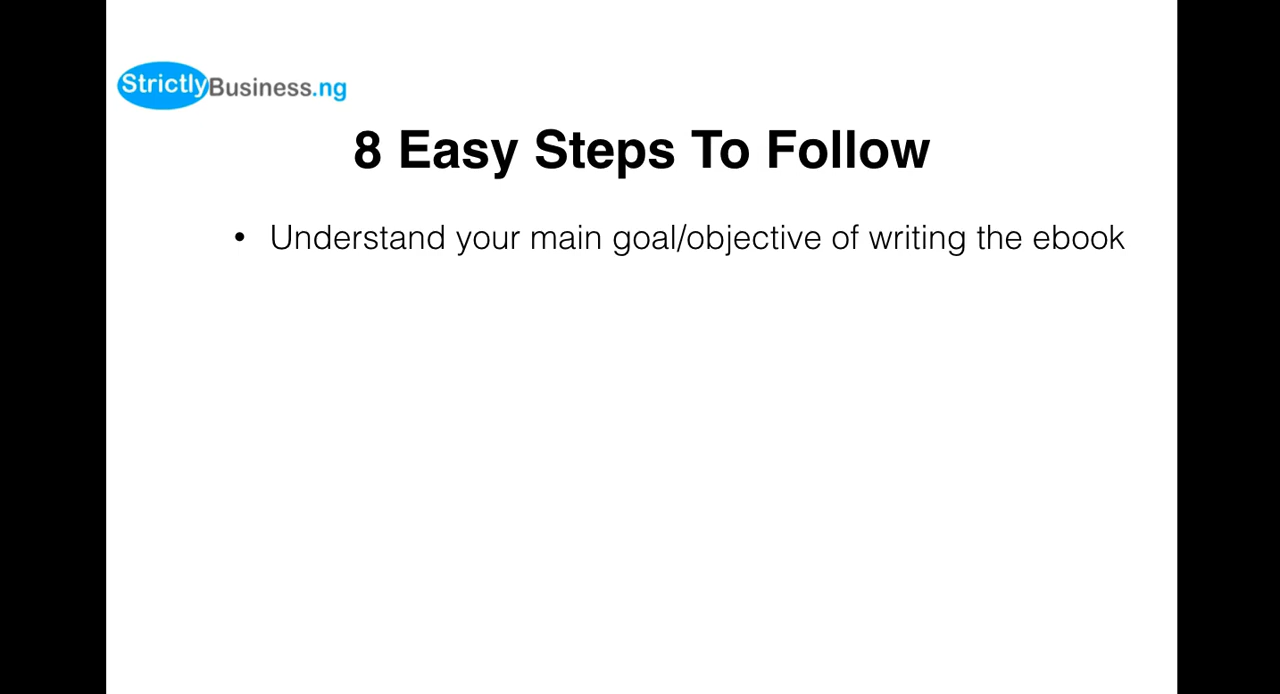 StrictlyBusiness.ng
8 Easy Steps To Follow
• Understand your main goal/objective of writing the ebook